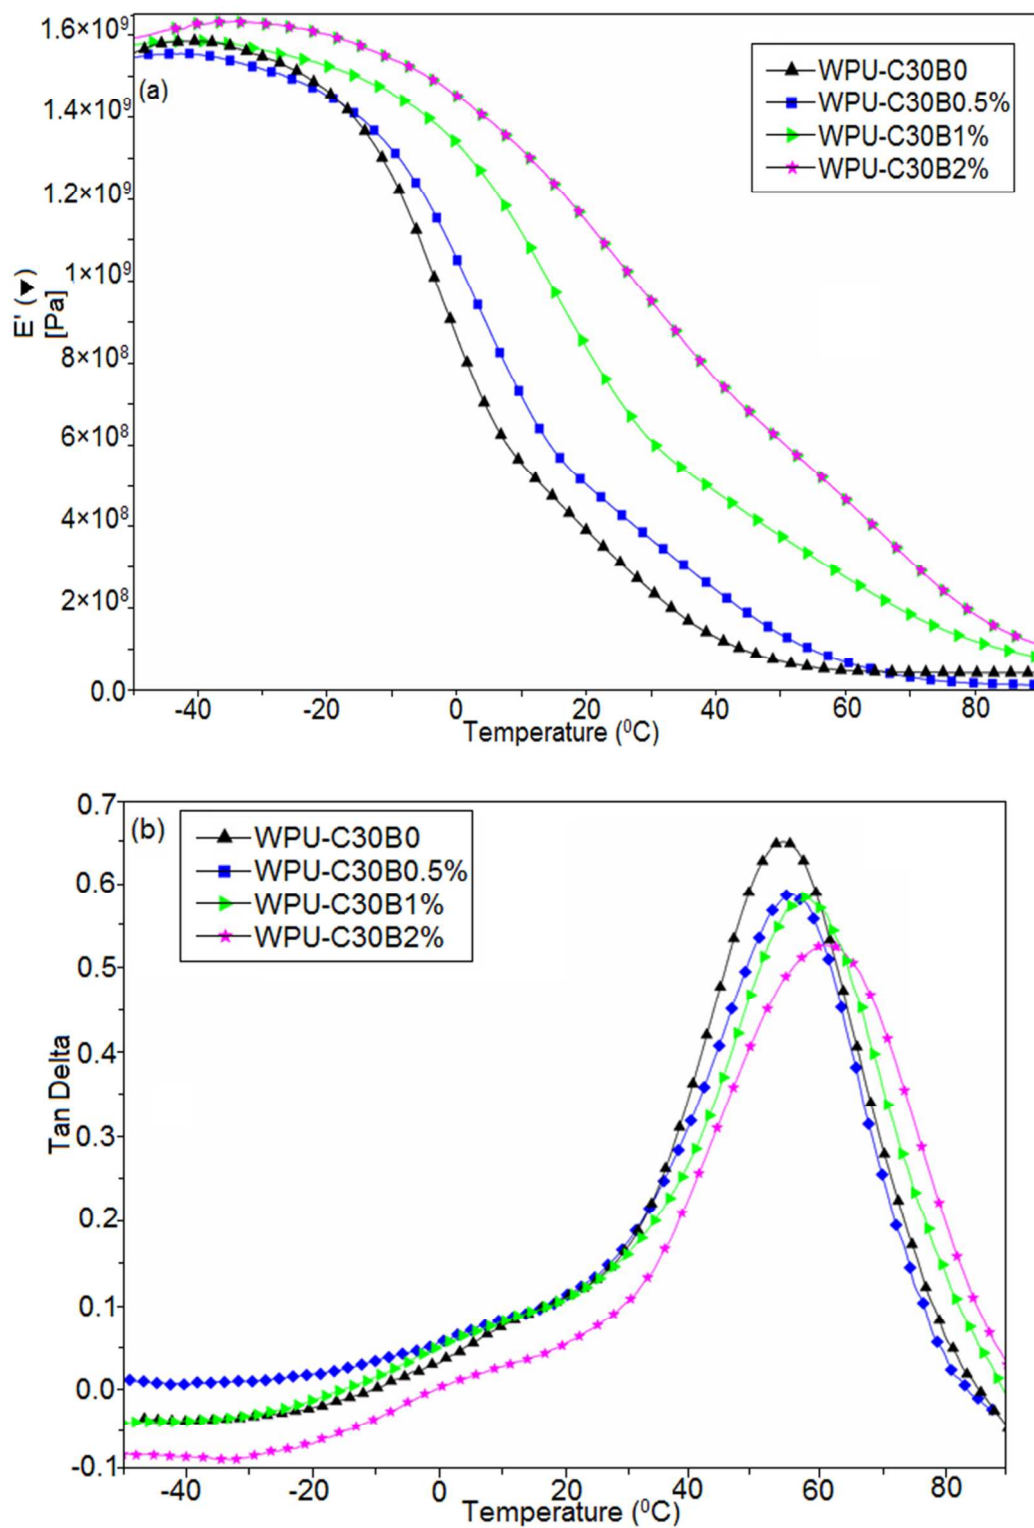 1.6×10⁹
(a)
WPU-C30B0
WPU-C30B0.5%
WPU-C30B1%
WPU-C30B2%
1.4×10⁹
1.2×10⁹
1×10⁹
8×10⁸
6×10⁸
4×10⁸
2×10⁸
0.0
E' (▼)
[Pa]
-40 -20 0 20 40 60 80
Temperature (⁰C)
0.7
(b)
WPU-C30B0
WPU-C30B0.5%
WPU-C30B1%
WPU-C30B2%
0.6
0.5
0.4
0.3
0.2
0.1
0.0
-0.1
Tan Delta
-40 -20 0 20 40 60 80
Temperature (⁰C)